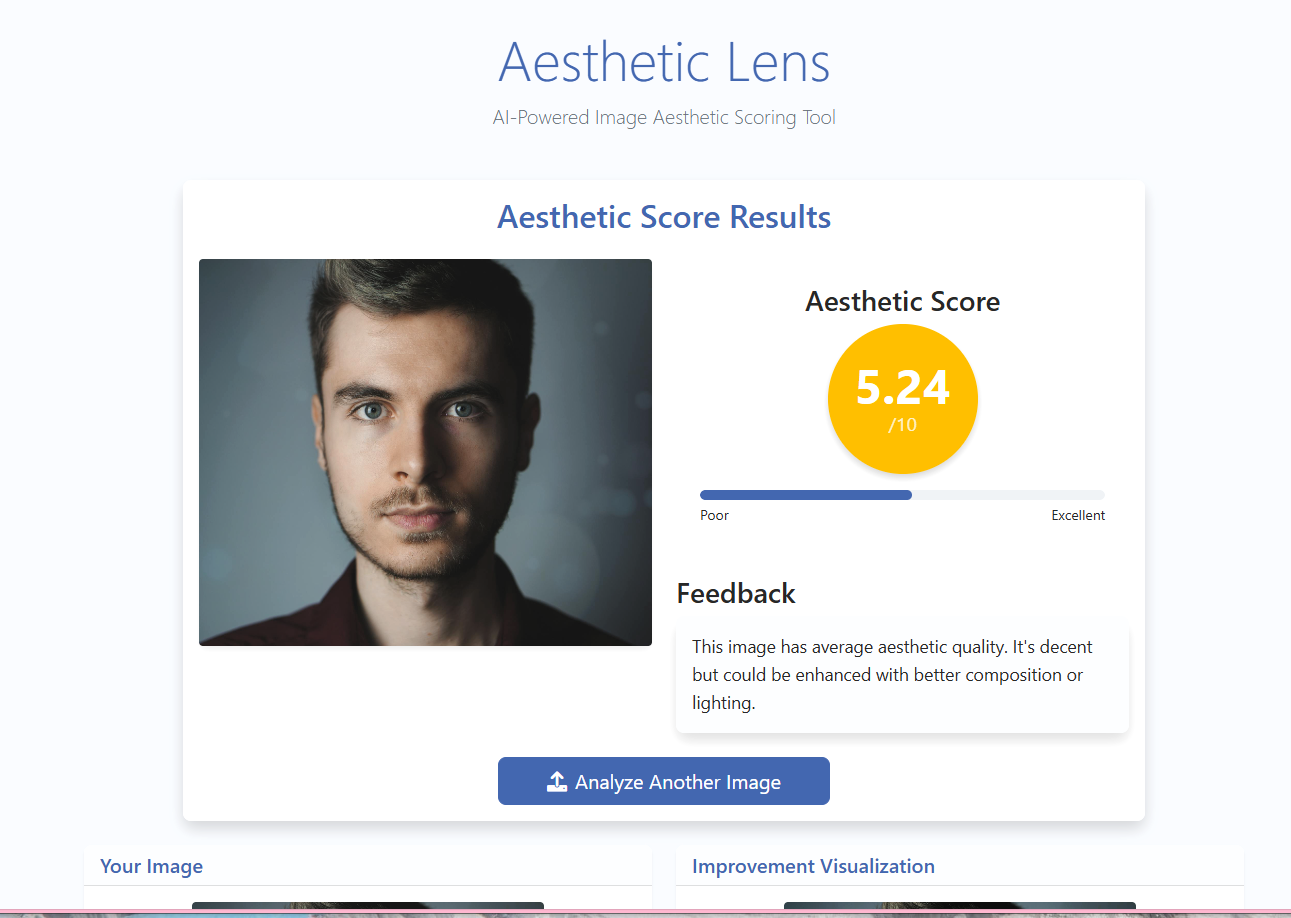 Aesthetic Lens
AI-Powered Image Aesthetic Scoring Tool
Aesthetic Score Results
Aesthetic Score
5.24
/10
Poor
Excellent
Feedback
This image has average aesthetic quality. It's decent
but could be enhanced with better composition or
lighting.
Analyze Another Image
Your Image
Improvement Visualization